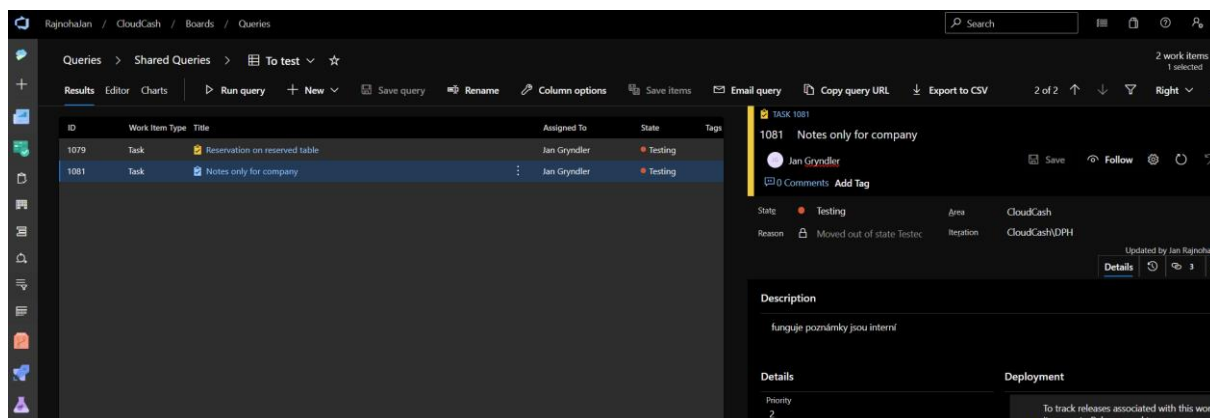 RajnohaJan / CloudCash / Boards / Queries
Search
Queries > Shared Queries > To test
2 work items
1 selected
Results Editor Charts Run query New Save query Rename Column options Save items Email query Copy query URL Export to CSV 2 of 2 Right
ID Work Item Type Title Assigned To State Tags
1079 Task Reservation on reserved table Jan Gryndler Testing
1081 Task Notes only for company Jan Gryndler Testing
TASK 1081
1081 Notes only for company
Jan Gryndler Save Follow
0 Comments Add Tag
State Testing Area CloudCash
Reason Moved out of state Testec Iteration CloudCash\DPH
Updated by Jan Rajnoha
Details 3
Description
funguje poznámky jsou interní
Details Deployment
Priority
2
To track releases associated with this wor